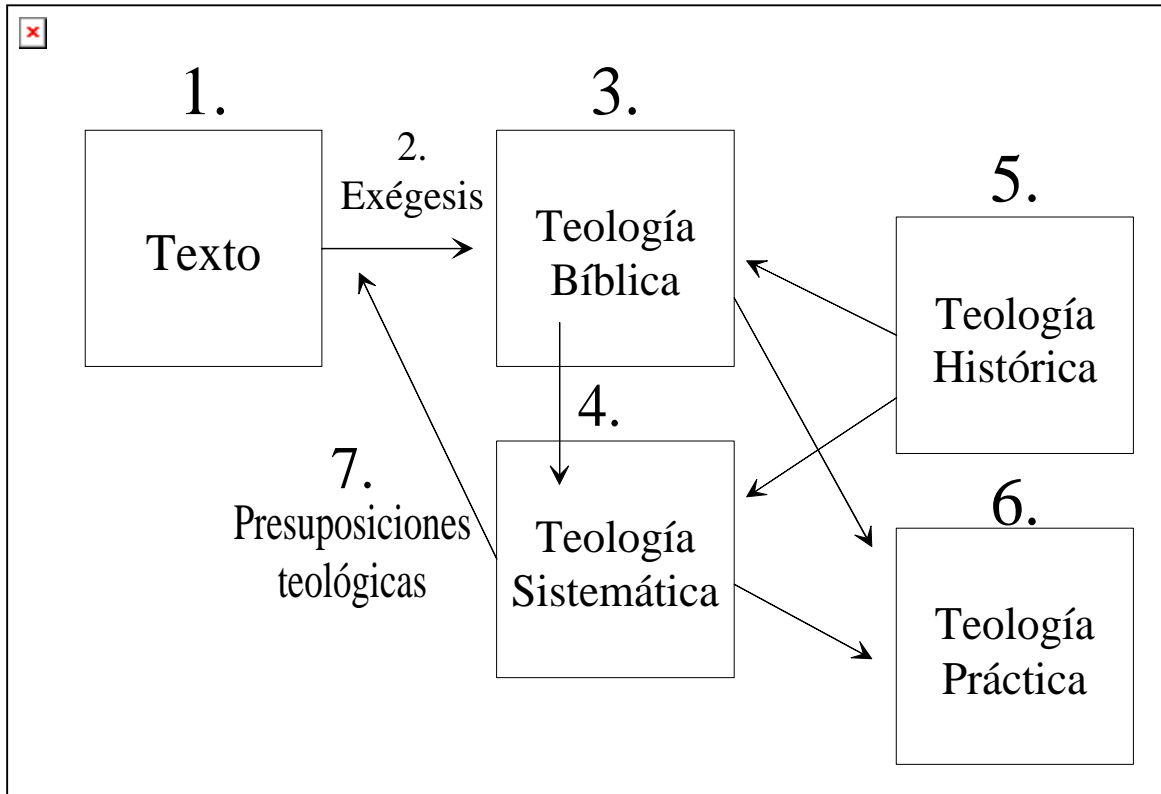 1.
Texto
2.
Exégesis
3.
Teología
Bíblica
4.
Teología
Sistemática
5.
Teología
Histórica
6.
Teología
Práctica
7.
Presuposiciones
teológicas